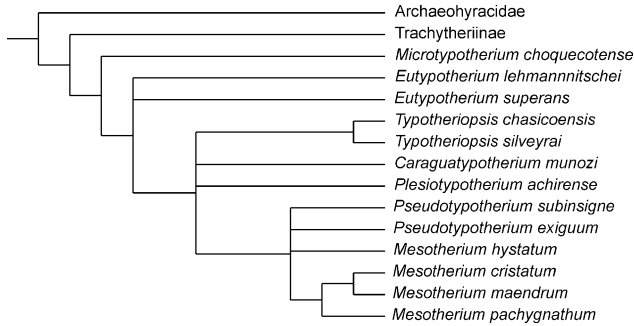 Archaeohyracidae
Trachytheriinae
Microtypotherium choquecotense
Eutypotherium lehmannnitschei
Eutypotherium superans
Typotheriopsis chasicoensis
Typotheriopsis silveyrai
Caraguatypotherium munozi
Plesiotypotherium achirense
Pseudotypotherium subinsigne
Pseudotypotherium exiguum
Mesotherium hystatum
Mesotherium cristatum
Mesotherium maendrum
Mesotherium pachygnathum